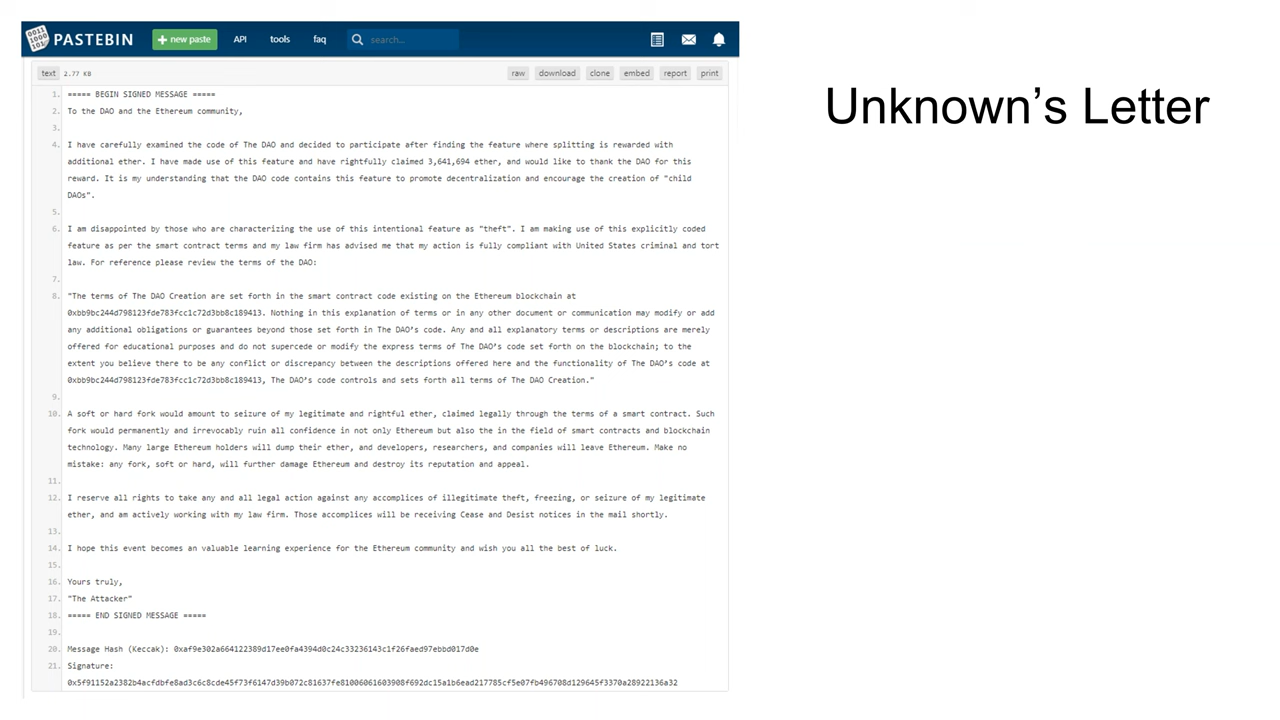 PASTEBIN
+ new paste
API
tools
faq
search...
text 2.77 KB
raw download clone embed report print
1. ===== BEGIN SIGNED MESSAGE =====
2. To the DAO and the Ethereum community,
3.
4. I have carefully examined the code of The DAO and decided to participate after finding the feature where splitting is rewarded with
additional ether. I have made use of this feature and have rightfully claimed 3,641,694 ether, and would like to thank the DAO for this
reward. It is my understanding that the DAO code contains this feature to promote decentralization and encourage the creation of "child
DAOs".
5.
6. I am disappointed by those who are characterizing the use of this intentional feature as "theft". I am making use of this explicitly coded
feature as per the smart contract terms and my law firm has advised me that my action is fully compliant with United States criminal and tort
law. For reference please review the terms of the DAO:
7.
8. "The terms of The DAO Creation are set forth in the smart contract code existing on the Ethereum blockchain at
0xbb9bc244d798123fde783fcc1c72d3bb8c189413. Nothing in this explanation of terms or in any other document or communication may modify or add
any additional obligations or guarantees beyond those set forth in The DAO's code. Any and all explanatory terms or descriptions are merely
offered for educational purposes and do not supercede or modify the express terms of The DAO's code set forth on the blockchain; to the
extent you believe there to be any conflict or discrepancy between the descriptions offered here and the functionality of The DAO's code at
0xbb9bc244d798123fde783fcc1c72d3bb8c189413, The DAO's code controls and sets forth all terms of The DAO Creation."
9.
10. A soft or hard fork would amount to seizure of my legitimate and rightful ether, claimed legally through the terms of a smart contract. Such
fork would permanently and irrevocably ruin all confidence in not only Ethereum but also the in the field of smart contracts and blockchain
technology. Many large Ethereum holders will dump their ether, and developers, researchers, and companies will leave Ethereum. Make no
mistake: any fork, soft or hard, will further damage Ethereum and destroy its reputation and appeal.
11.
12. I reserve all rights to take any and all legal action against any accomplices of illegitimate theft, freezing, or seizure of my legitimate
ether, and am actively working with my law firm. Those accomplices will be receiving Cease and Desist notices in the mail shortly.
13.
14. I hope this event becomes an valuable learning experience for the Ethereum community and wish you all the best of luck.
15.
16. Yours truly,
17. "The Attacker"
18. ===== END SIGNED MESSAGE =====
19.
20. Message Hash (Keccak): 0xaf9e302a664122389d17ee0fa4394d0c24c33236143c1f26faed97ebbd017d0e
21. Signature:
0x5f91152a2382b4acfdbfe8ad3c6c8cde45f73f6147d39b072c81637fe81006061603908f692dc15a1b6ead217785cf5e07fb496708d129645f3370a28922136a32
Unknown's Letter